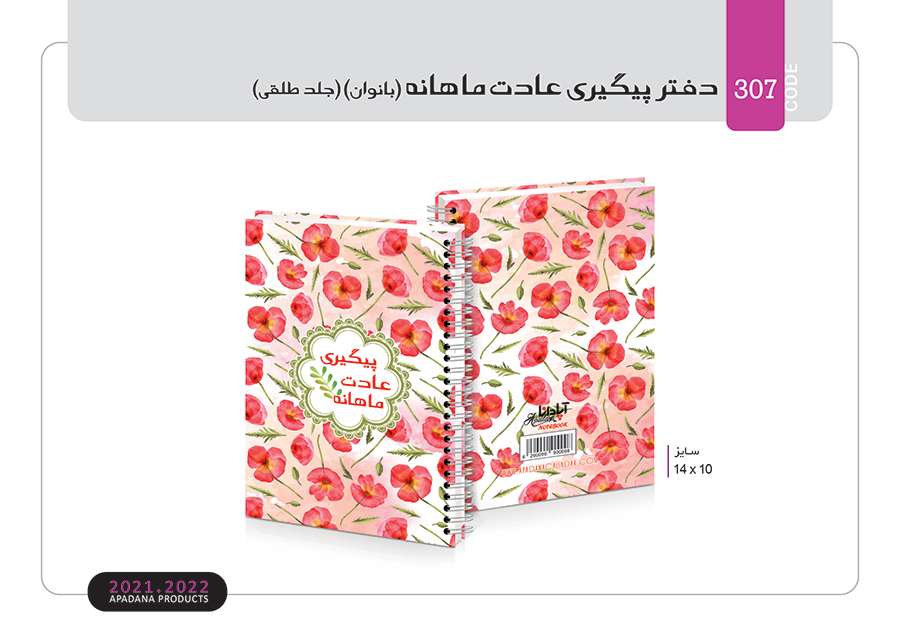 دفتر پیگیری عادت ماهانه (بانوان) (جلد طلقی)
307
CODE
پیگیری
عادت
ماهانه
آپادانا
NOTEBOOK
سایز
14 x 10
2021.2022
APADANA PRODUCTS